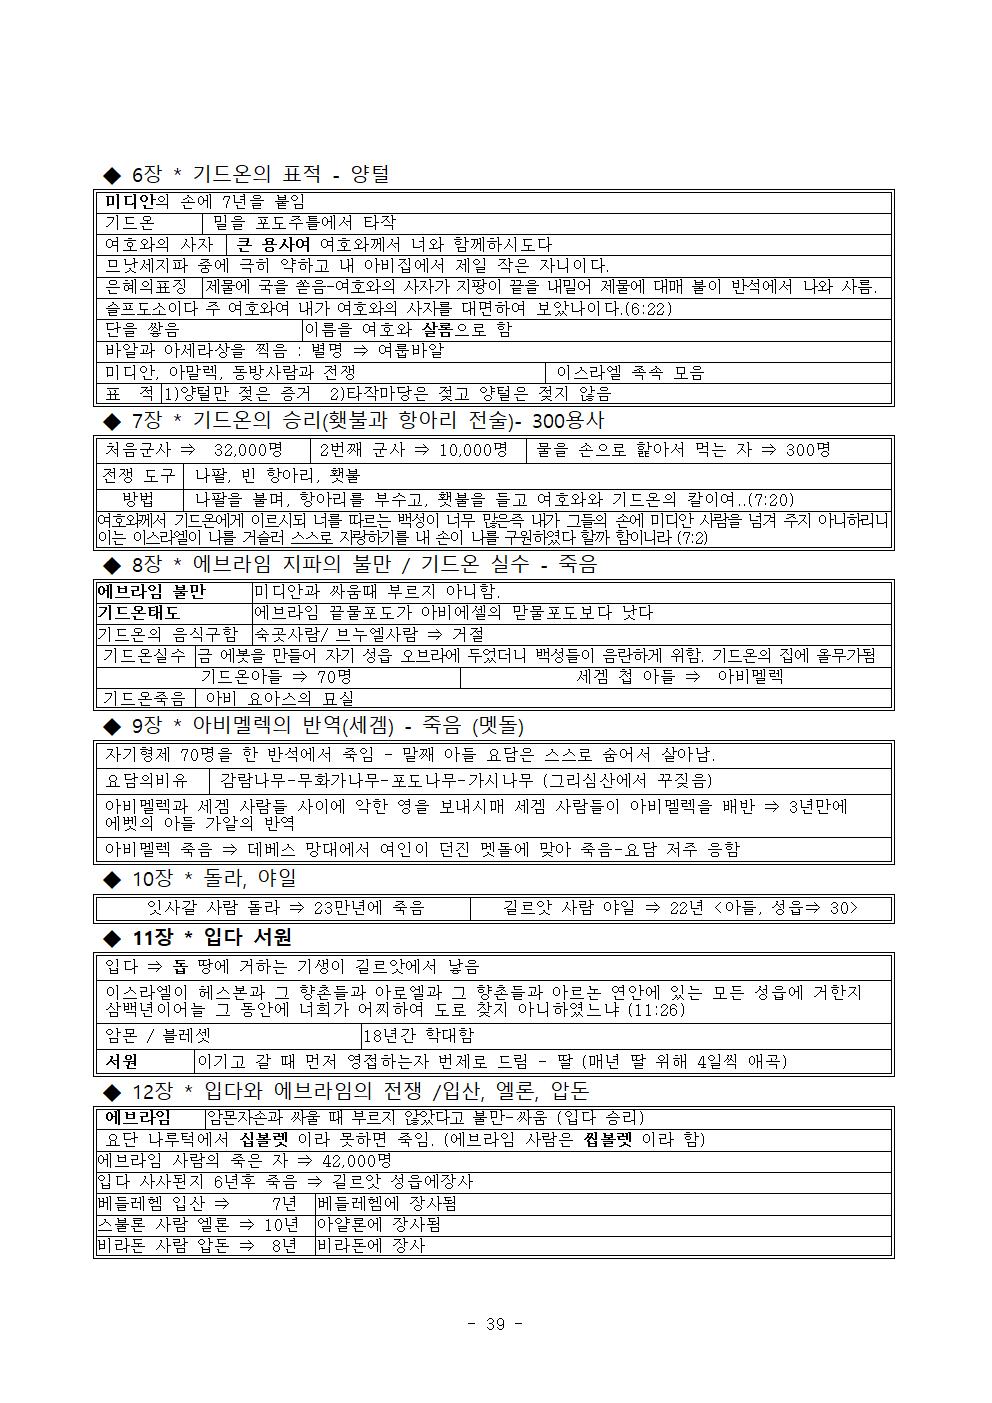 ◆ 6장 * 기드온의 표적 - 양털
미디안의 손에 7년을 붙임
기드온 밀을 포도주틀에서 타작
여호와의 사자 큰 용사여 여호와께서 너와 함께하시도다
므낫세지파 중에 극히 약하고 내 아비집에서 제일 작은 자니이다.
은혜의표징 제물에 국을 쏟음-여호와의 사자가 지팡이 끝을 내밀어 제물에 대매 불이 반석에서 나와 사름.
슬프도소이다 주 여호와여 내가 여호와의 사자를 대면하여 보았나이다.(6:22)
단을 쌓음 이름을 여호와 살롬으로 함
바알과 아세라상을 찍음 : 별명 ⇒ 여룹바알
미디안, 아말렉, 동방사람과 전쟁 이스라엘 족속 모음
표 적 1)양털만 젖은 증거 2)타작마당은 젖고 양털은 젖지 않음
◆ 7장 * 기드온의 승리(횃불과 항아리 전술)- 300용사
처음군사 ⇒ 32,000명 2번째 군사 ⇒ 10,000명 물을 손으로 핥아서 먹는 자 ⇒ 300명
전쟁 도구 나팔, 빈 항아리, 횃불
방법 나팔을 불며, 항아리를 부수고, 횃불을 들고 여호와와 기드온의 칼이여..(7:20)
여호와께서 기드온에게 이르시되 너를 따르는 백성이 너무 많은즉 내가 그들의 손에 미디안 사람을 넘겨 주지 아니하리니
이는 이스라엘이 나를 거슬러 스스로 자랑하기를 내 손이 나를 구원하였다 할까 함이니라 (7:2)
◆ 8장 * 에브라임 지파의 불만 / 기드온 실수 - 죽음
에브라임 불만 미디안과 싸움때 부르지 아니함.
기드온태도 에브라임 끝물포도가 아비에셀의 맏물포도보다 낫다
기드온의 음식구함 숙곳사람/ 브누엘사람 ⇒ 거절
기드온실수 금 에봇을 만들어 자기 성읍 오브라에 두었더니 백성들이 음란하게 위함. 기드온의 집에 올무가됨
기드온아들 ⇒ 70명 세겜 첩 아들 ⇒ 아비멜렉
기드온죽음 아비 요아스의 묘실
◆ 9장 * 아비멜렉의 반역(세겜) - 죽음 (멧돌)
자기형제 70명을 한 반석에서 죽임 - 말째 아들 요담은 스스로 숨어서 살아남.
요담의비유 감람나무-무화가나무-포도나무-가시나무 (그리심산에서 꾸짖음)
아비멜렉과 세겜 사람들 사이에 악한 영을 보내시매 세겜 사람들이 아비멜렉을 배반 ⇒ 3년만에
에벳의 아들 가알의 반역
아비멜렉 죽음 ⇒ 데베스 망대에서 여인이 던진 멧돌에 맞아 죽음-요담 저주 응함
◆ 10장 * 돌라, 야일
잇사갈 사람 돌라 ⇒ 23만년에 죽음 길르앗 사람 야일 ⇒ 22년 <아들, 성읍⇒ 30>
◆ 11장 * 입다 서원
입다 ⇒ 돕 땅에 거하는 기생이 길르앗에서 낳음
이스라엘이 헤스본과 그 향촌들과 아로엘과 그 향촌들과 아르논 연안에 있는 모든 성읍에 거한지
삼백년이어늘 그 동안에 너희가 어찌하여 도로 찾지 아니하였느냐 (11:26)
암몬 / 블레셋 18년간 학대함
서원 이기고 갈 때 먼저 영접하는자 번제로 드림 - 딸 (매년 딸 위해 4일씩 애곡)
◆ 12장 * 입다와 에브라임의 전쟁 /입산, 엘론, 압돈
에브라임 암몬자손과 싸울 때 부르지 않았다고 불만-싸움 (입다 승리)
요단 나루턱에서 십볼렛 이라 못하면 죽임. (에브라임 사람은 씹볼렛 이라 함)
에브라임 사람의 죽은 자 ⇒ 42,000명
입다 사사된지 6년후 죽음 ⇒ 길르앗 성읍에장사
베들레헴 입산 ⇒ 7년 베들레헴에 장사됨
스불론 사람 엘론 ⇒ 10년 아얄론에 장사됨
비라돈 사람 압돈 ⇒ 8년 비라돈에 장사
- 39 -